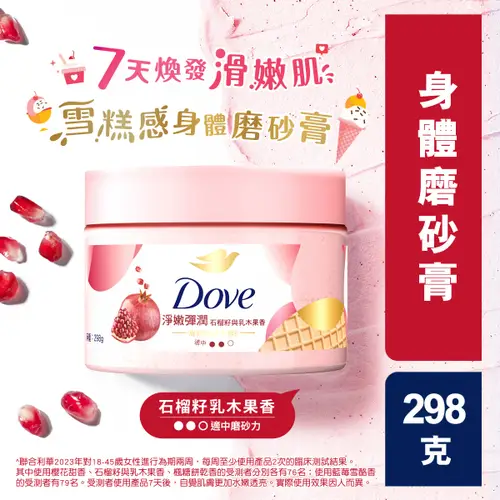 7天煥發滑嫩肌^
雪糕感身體磨砂膏
身體磨砂膏
Dove
淨嫩彈潤 石榴籽與乳木果香
298g
適中
石榴籽乳木果香
適中磨砂力
298
克
^聯合利華2023年對18-45歲女性進行為期兩周,每周至少使用產品2次的臨床測試結果。
其中使用櫻花甜杏、石榴籽與乳木果香、楓糖餅乾香的受測者分別各有76名;使用藍莓雪酪香
的受測者有79名。受測者使用產品7天後,自覺肌膚更加水嫩透亮。實際使用效果因人而異。